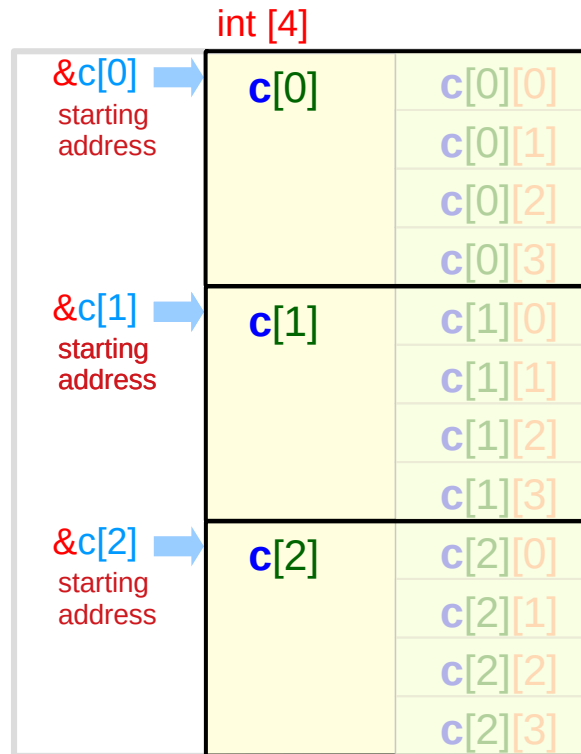 int [4]
&c[0] c[0] c[0][0]
starting
address
c[0][1]
c[0][2]
c[0][3]
&c[1] c[1] c[1][0]
starting
address
c[1][1]
c[1][2]
c[1][3]
&c[2] c[2] c[2][0]
starting
address
c[2][1]
c[2][2]
c[2][3]